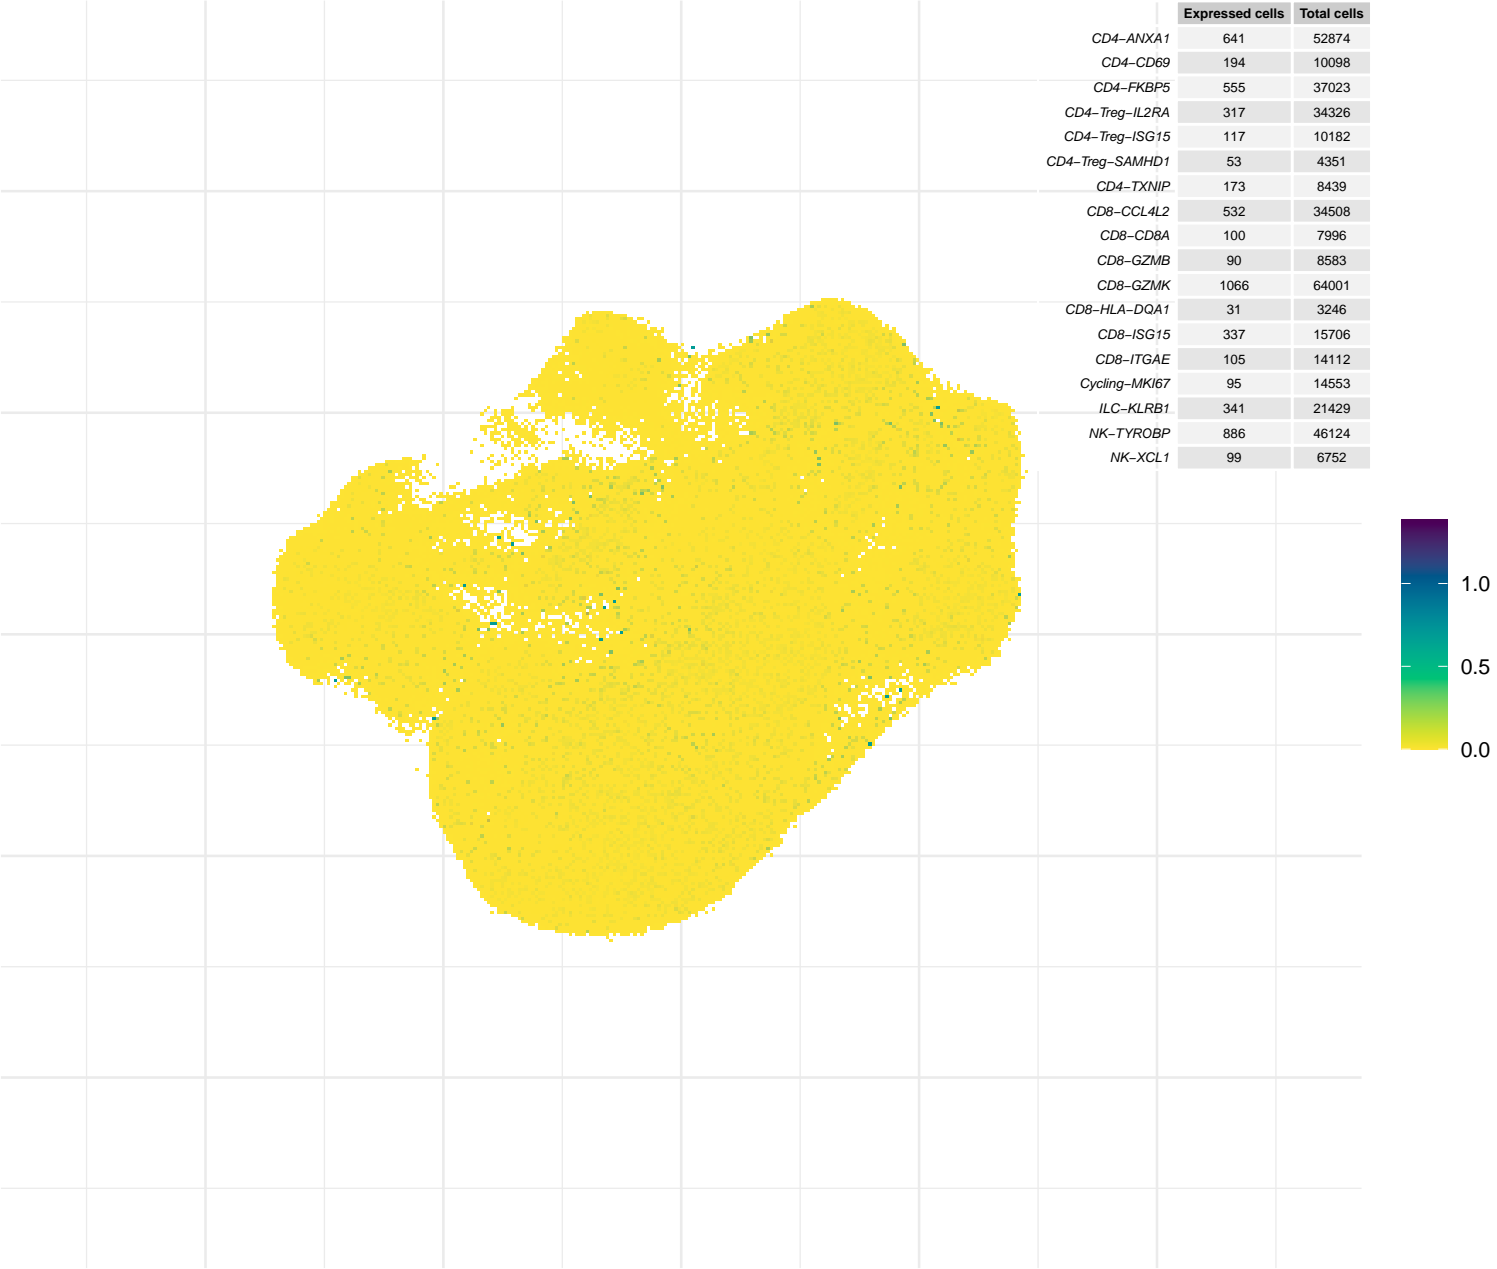 Expressed cells Total cells
CD4−ANXA1 641 52874
CD4−CD69 194 10098
CD4−FKBP5 555 37023
CD4−Treg−IL2RA 317 34326
CD4−Treg−ISG15 117 10182
CD4−Treg−SAMHD1 53 4351
CD4−TXNIP 173 8439
CD8−CCL4L2 532 34508
CD8−CD8A 100 7996
CD8−GZMB 90 8583
CD8−GZMK 1066 64001
CD8−HLA−DQA1 31 3246
CD8−ISG15 337 15706
CD8−ITGAE 105 14112
Cycling−MKI67 95 14553
ILC−KLRB1 341 21429
NK−TYROBP 886 46124
NK−XCL1 99 6752
1.0
0.5
0.0